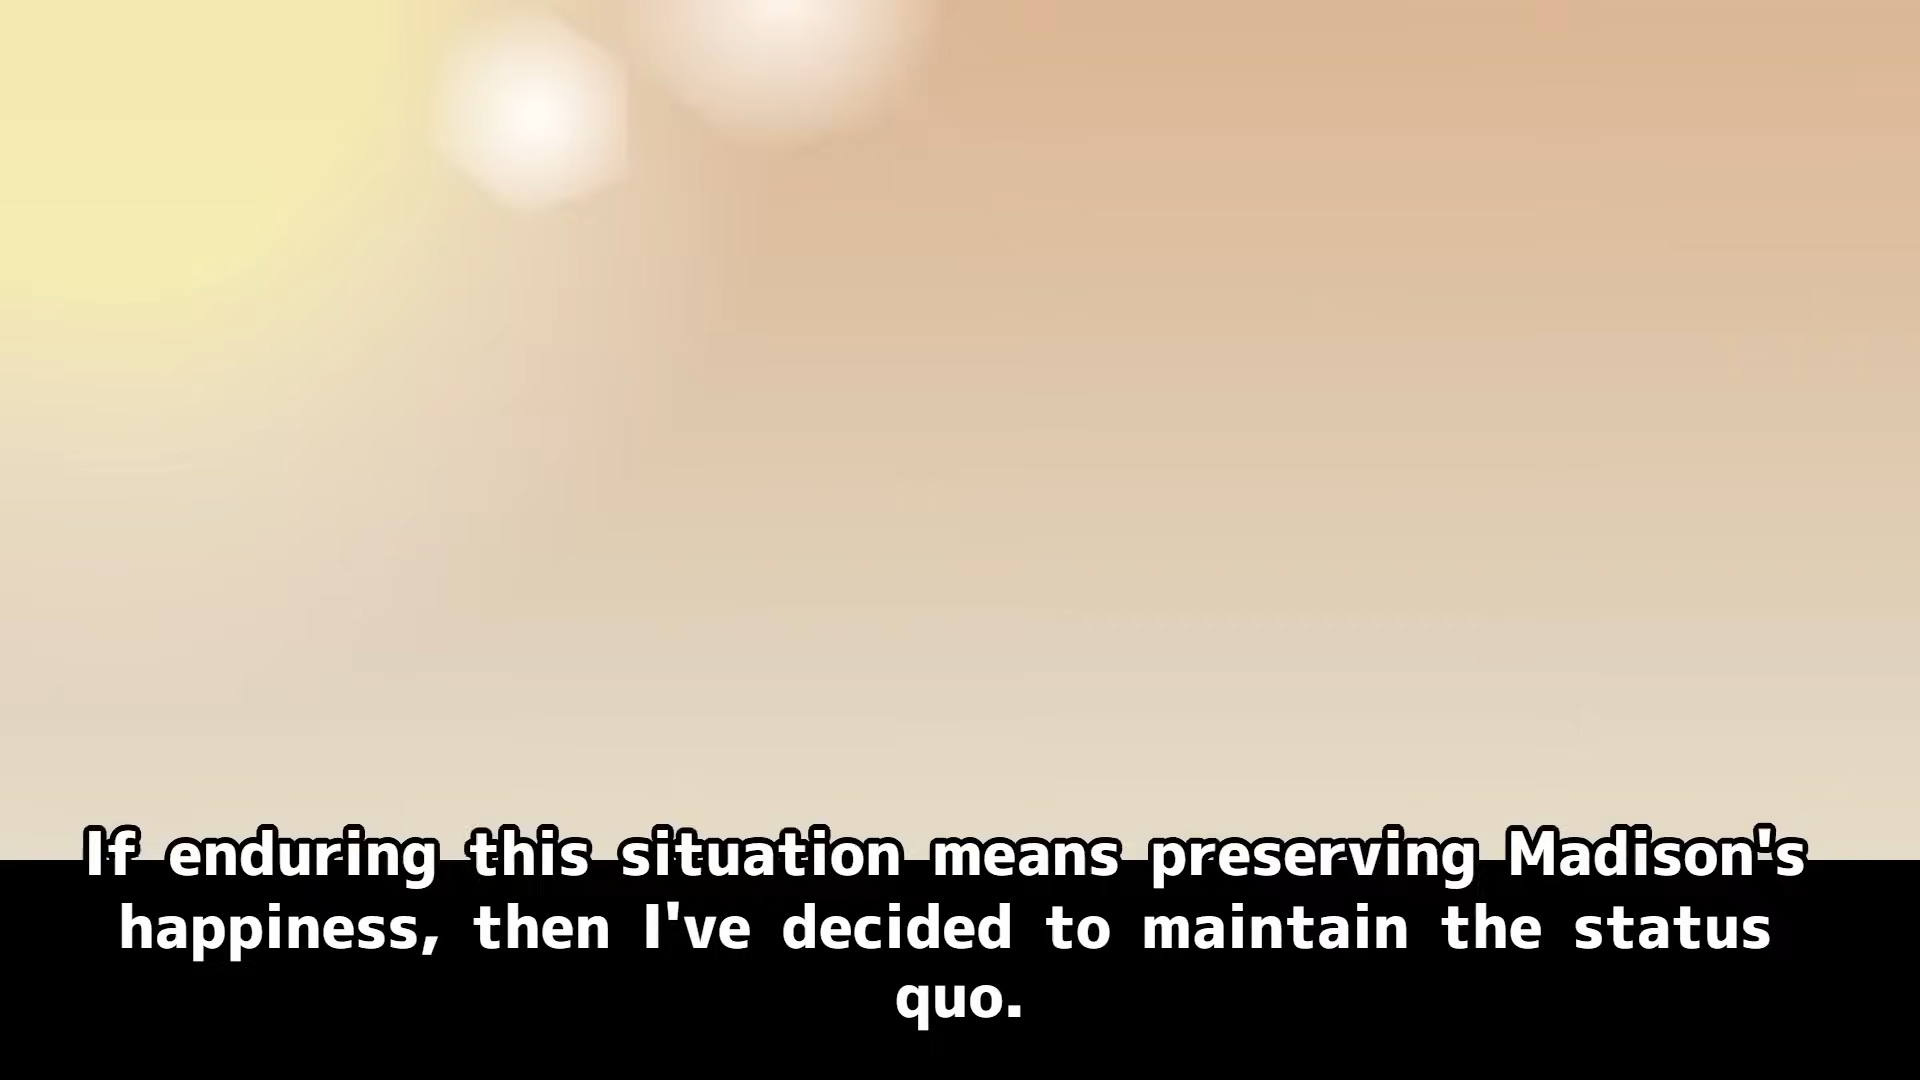 If enduring this situation means preserving Madison's
happiness, then I've decided to maintain the status
quo.